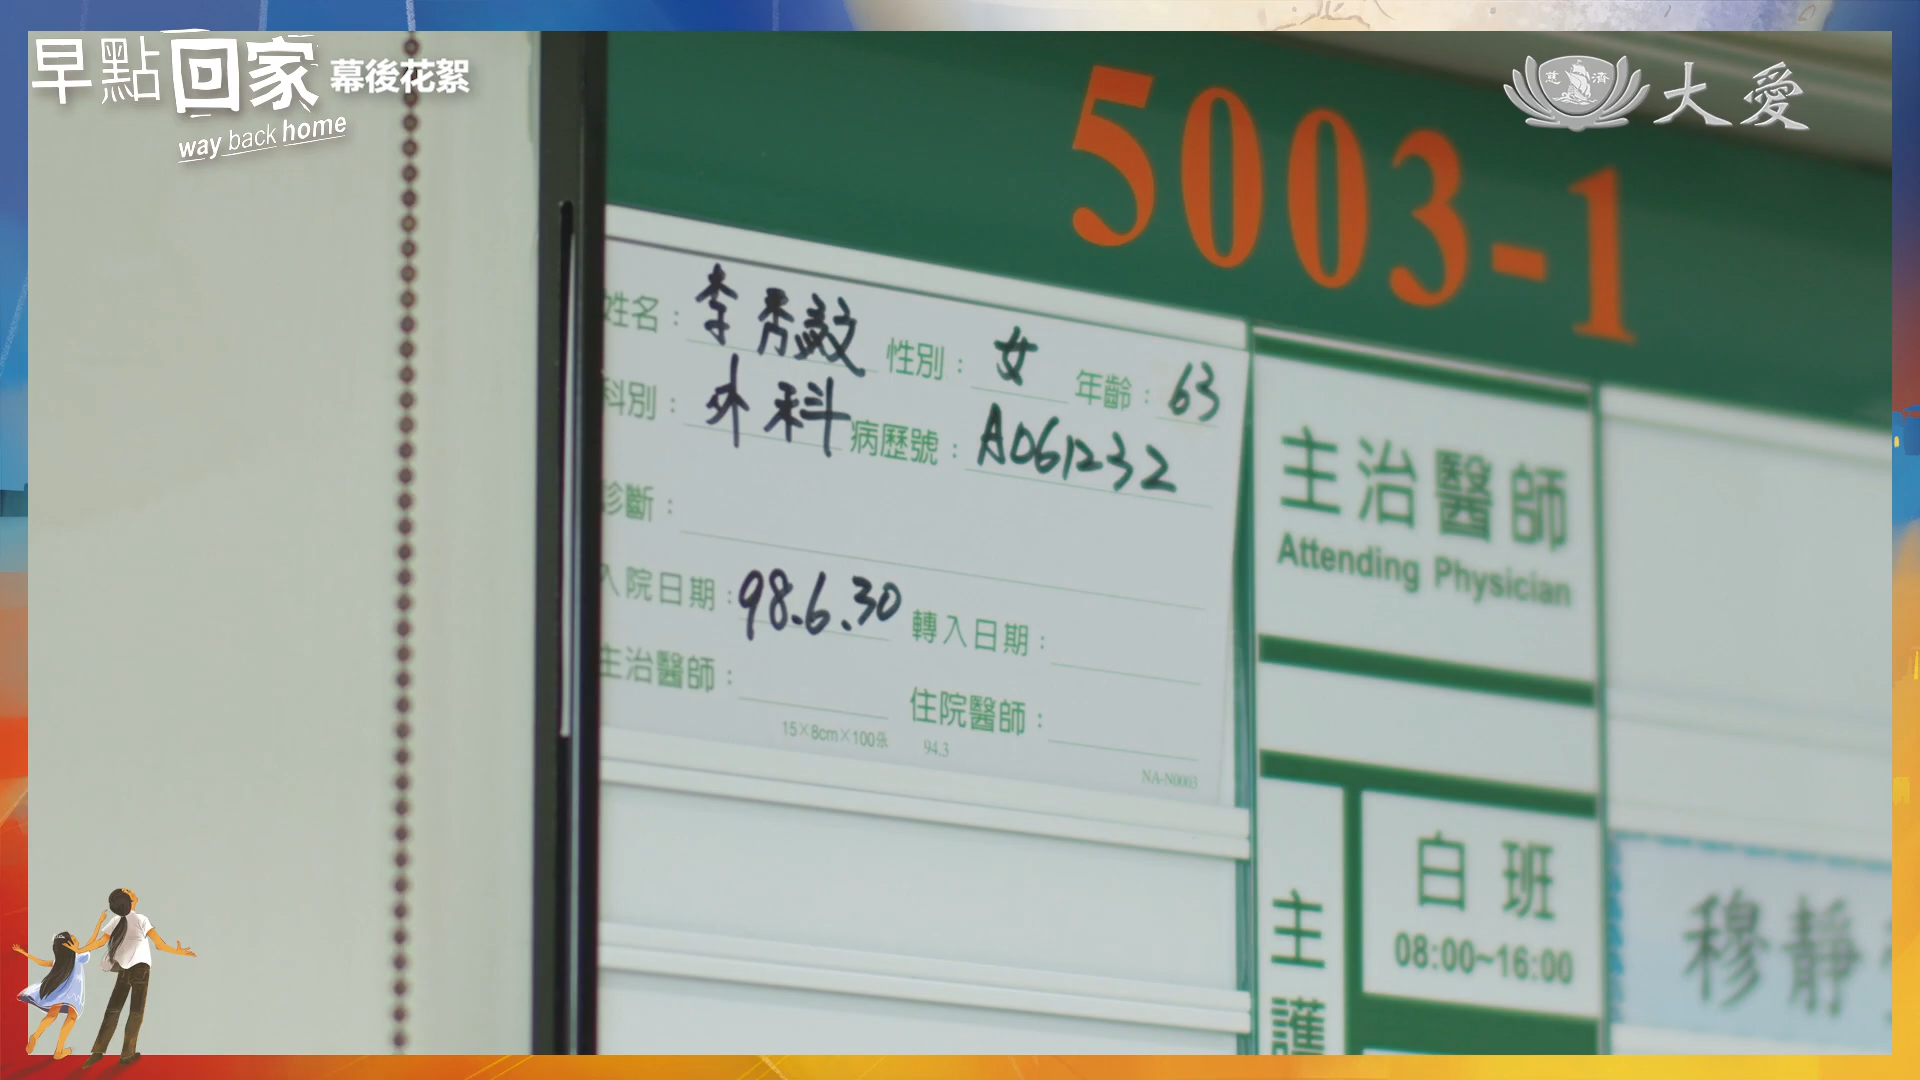 早點回家 幕後花絮
way back home
慈濟 大愛
5003-1
姓名：李秀敏 性別：女 年齡：63
科別：外科 病歷號：A061232
診斷：
入院日期：98.6.30 轉入日期：
主治醫師： 住院醫師：
15×8cm×100張 94.3 NA-N0003
主治醫師
Attending Physician
主護
白班
08:00~16:00
穆靜